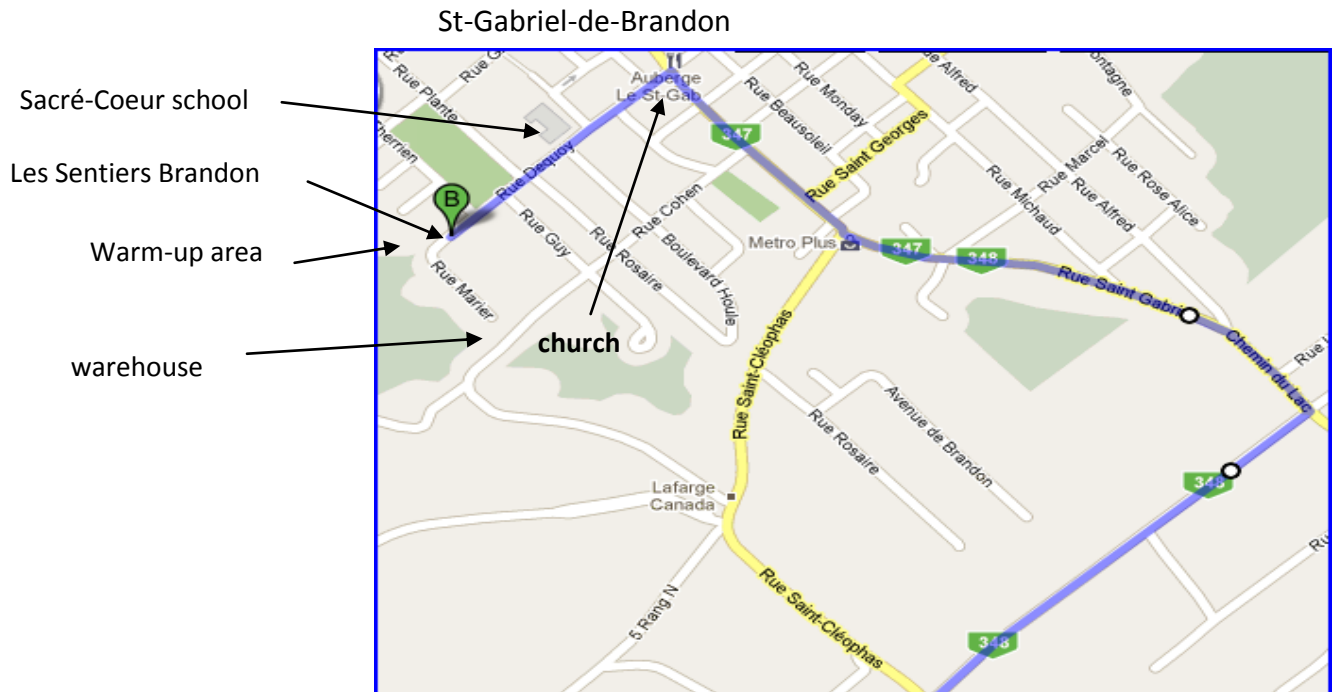 St-Gabriel-de-Brandon
Sacré-Coeur school
Les Sentiers Brandon
Warm-up area
warehouse
church
Auberge
Le St-Gab
Rue Plante
Therrien
Rue Dequoy
B
Rue Guy
Rue Marier
Rue Rosaire
Rue Cohen
Boulevard Houle
347
Rue Beausoleil
Rue Monday
Rue Saint Georges
Rue Alfred
Rue Marcel
Rue Rose Alice
Rue Alfred
Rue Michaud
Metro Plus
347
348
Rue Saint Gabri
Chemin du Lac
Rue Saint-Cléophas
Rue Rosaire
Avenue de Brandon
Lafarge
Canada
348
5 Rang N
Rue Saint-Cléophas
348